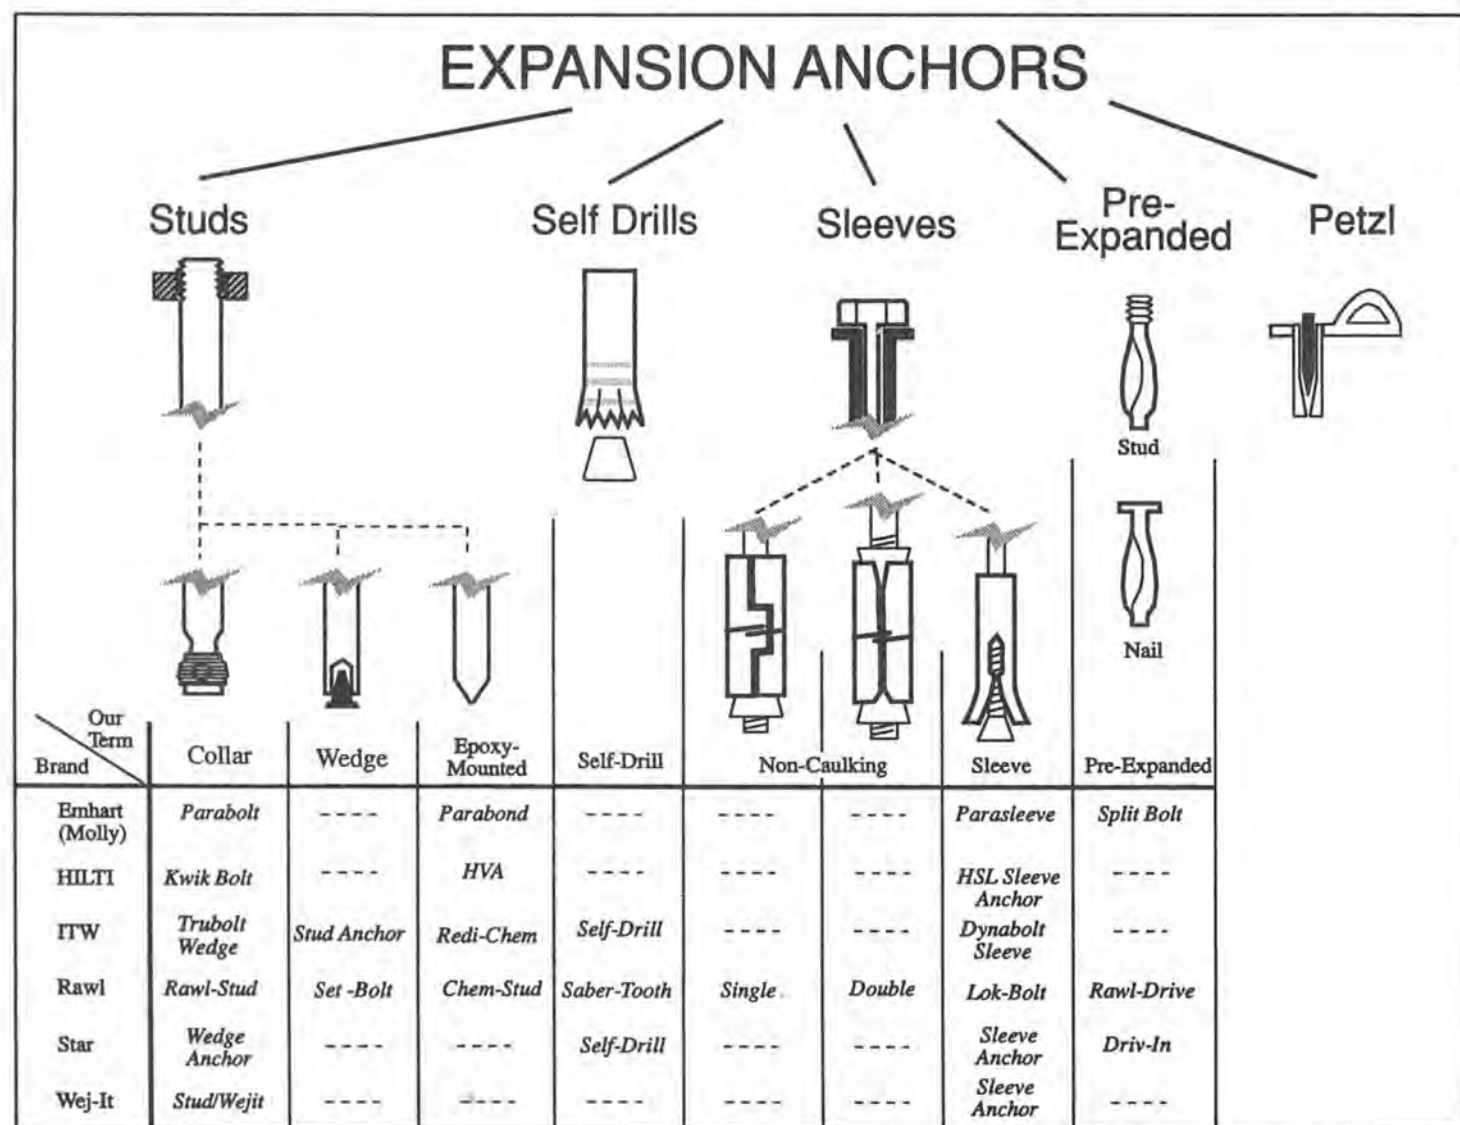 EXPANSION ANCHORS
Studs
Self Drills
Sleeves
Pre-
Expanded
Petzl
Stud
Nail
Our
Term
Brand
Collar
Wedge
Epoxy-
Mounted
Self-Drill
Non-Caulking
Sleeve
Pre-Expanded
Emhart
(Molly)
Parabolt
----
Parabond
----
----
----
Parasleeve
Split Bolt
HILTI
Kwik Bolt
----
HVA
----
----
----
HSL Sleeve
Anchor
----
ITW
Trubolt
Wedge
Stud Anchor
Redi-Chem
Self-Drill
----
----
Dynabolt
Sleeve
----
Rawl
Rawl-Stud
Set -Bolt
Chem-Stud
Saber-Tooth
Single
Double
Lok-Bolt
Rawl-Drive
Star
Wedge
Anchor
----
----
Self-Drill
----
----
Sleeve
Anchor
Driv-In
Wej-It
Stud/Wejit
----
----
----
----
----
Sleeve
Anchor
----